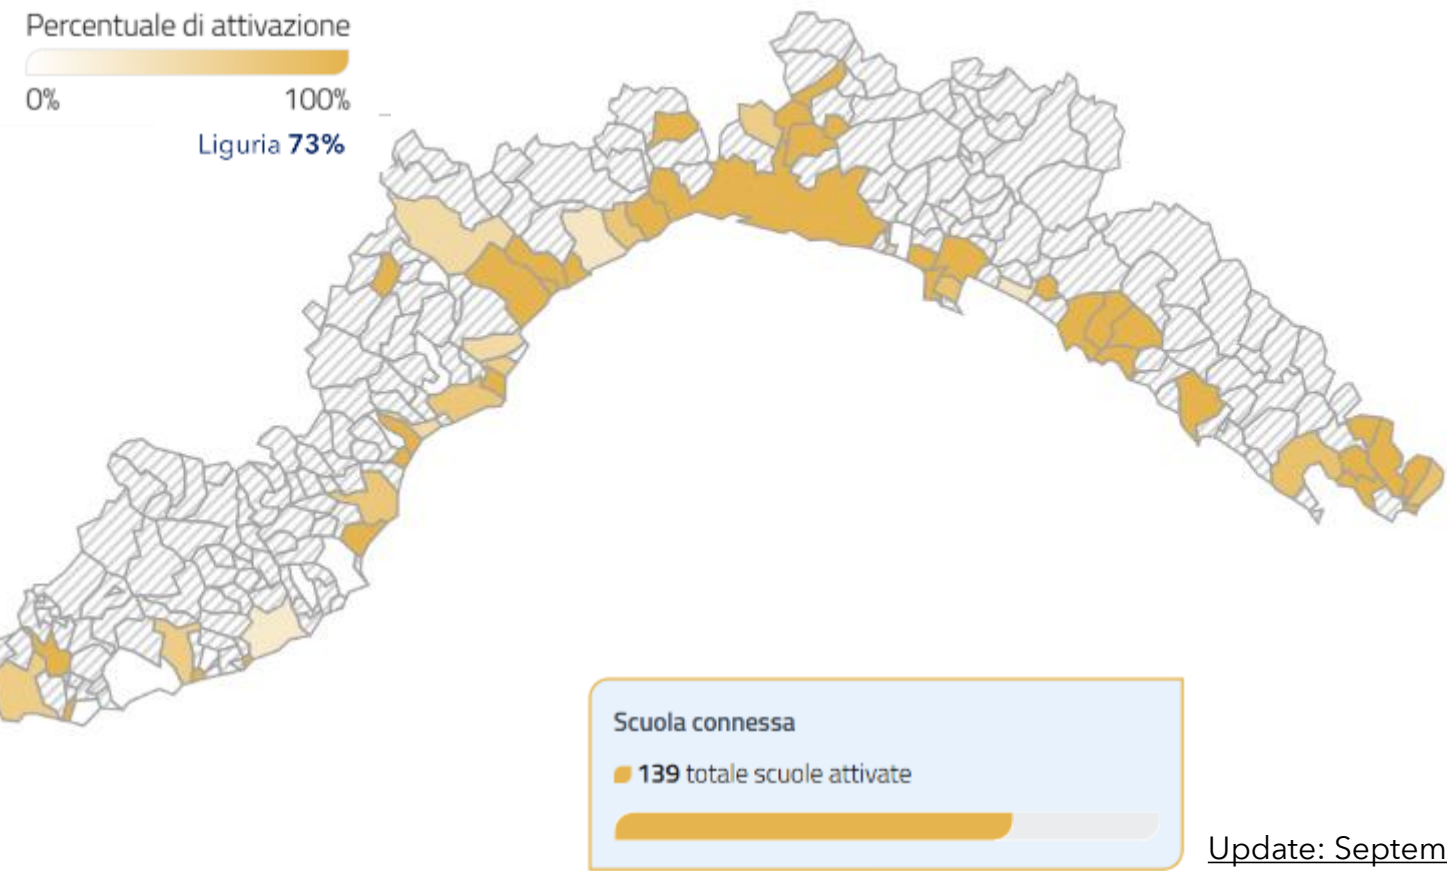 Percentuale di attivazione
0% 100%
Liguria 73%
Scuola connessa
139 totale scuole attivate
Update: Septem